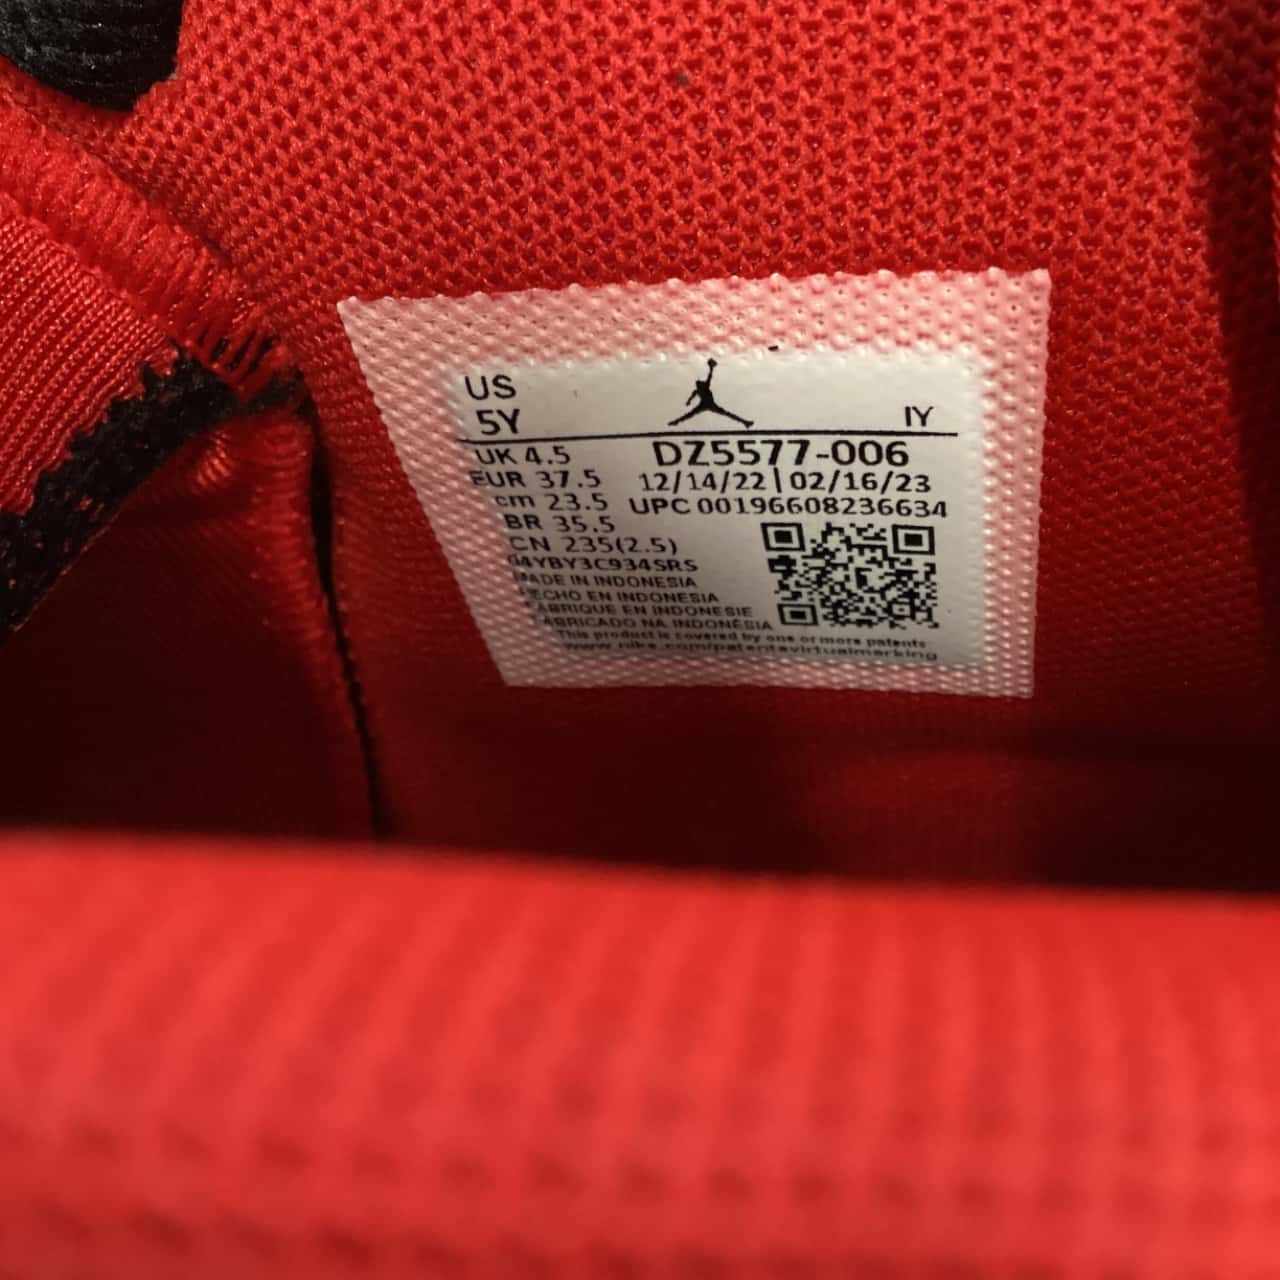 US
5Y
IY
UK 4.5
EUR 37.5
cm 23.5
BR 35.5
CN 235(2.5)
DZ5577-006
12/14/22 | 02/16/23
UPC 00196608236634
04YBY3C934SRS
MADE IN INDONESIA
HECHO EN INDONESIA
FABRIQUE EN INDONESIE
FABRICADO NA INDONÉSIA
This product is covered by one or more patents
www.nike.com/patentsvirtualmarking